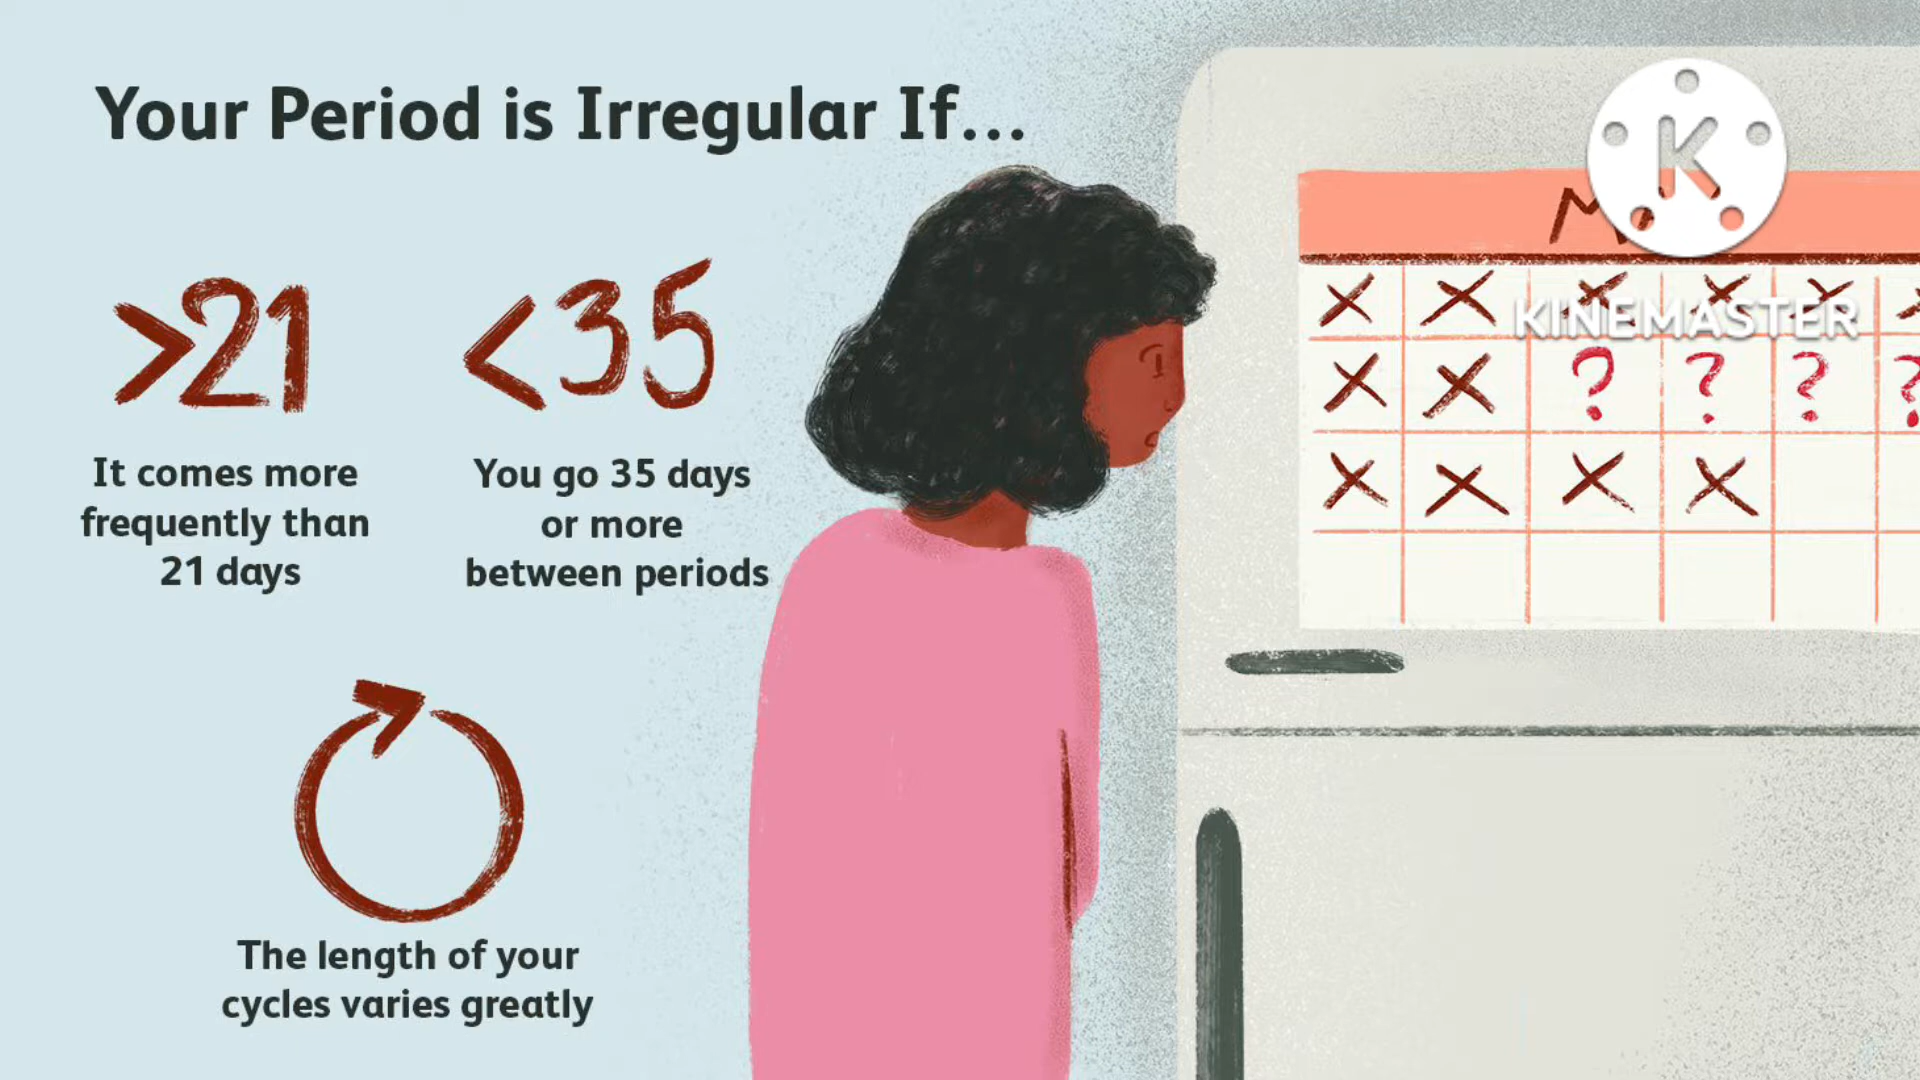 Your Period is Irregular If...
>21
<35
It comes more
frequently than
21 days
You go 35 days
or more
between periods
The length of your
cycles varies greatly
K
KINEMASTER
? ? ? ?